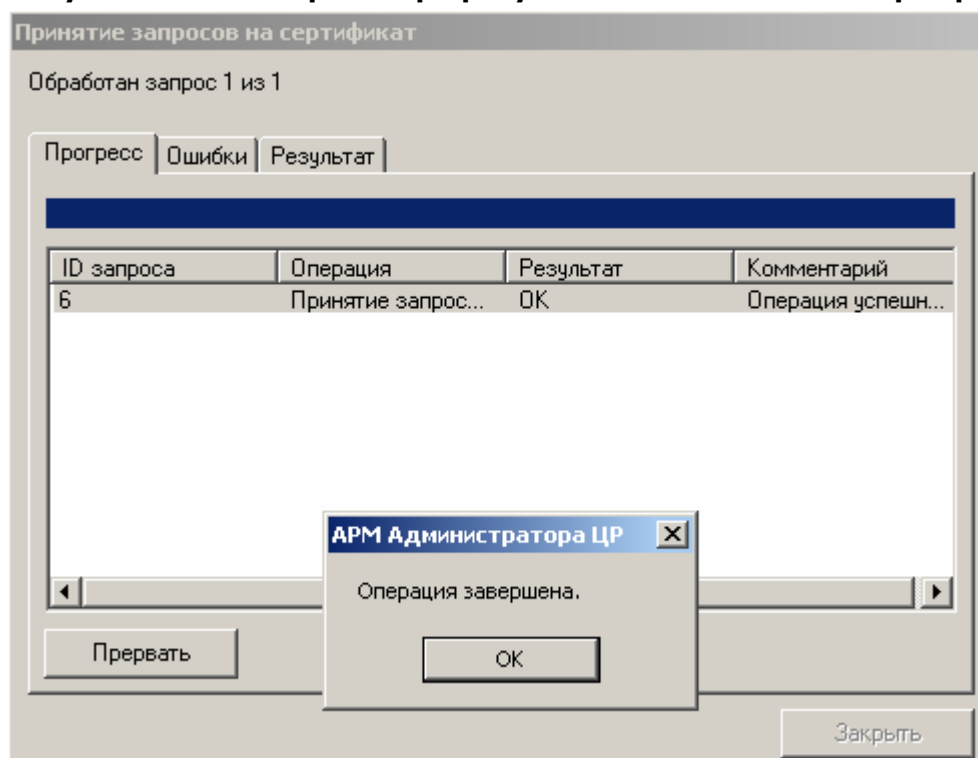 Принятие запросов на сертификат
Обработан запрос 1 из 1
Прогресс Ошибки Результат
ID запроса Операция Результат Комментарий
6 Принятие запрос... OK Операция успешн...
АРМ Администратора ЦР
Операция завершена.
Прервать OK
Закрыть